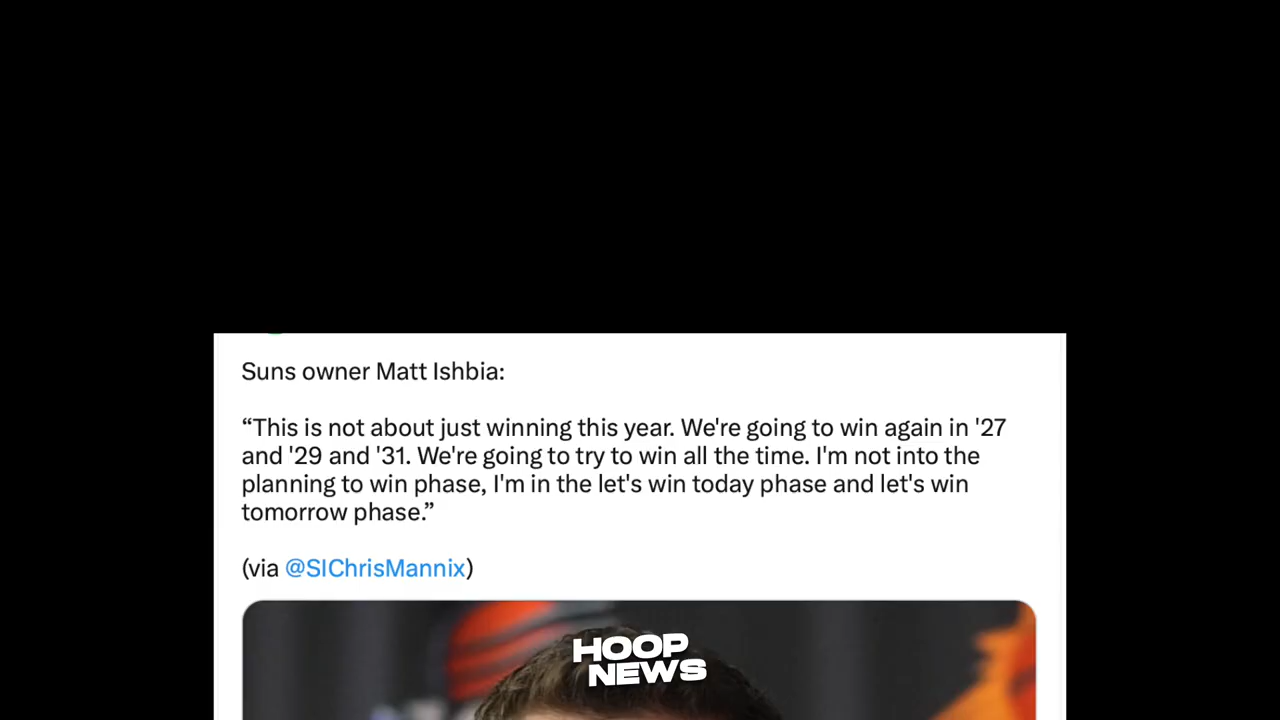 Suns owner Matt Ishbia:
“This is not about just winning this year. We're going to win again in '27
and '29 and '31. We're going to try to win all the time. I'm not into the
planning to win phase, I'm in the let's win today phase and let's win
tomorrow phase.”
(via @SIChrisMannix)
HOOP
NEWS